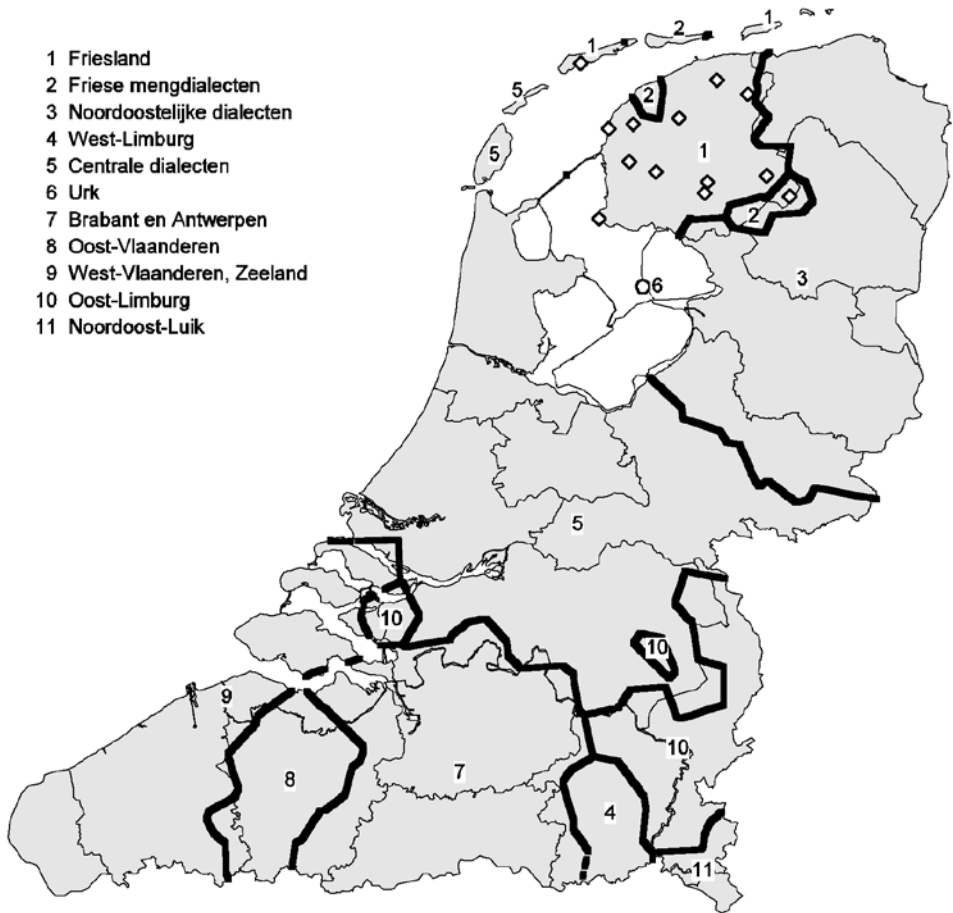 1 Friesland
2 Friese mengdialecten
3 Noordoostelijke dialecten
4 West-Limburg
5 Centrale dialecten
6 Urk
7 Brabant en Antwerpen
8 Oost-Vlaanderen
9 West-Vlaanderen, Zeeland
10 Oost-Limburg
11 Noordoost-Luik
1
2
1
5
2
5
1
2
3
6
5
10
10
9
10
8
7
4
11